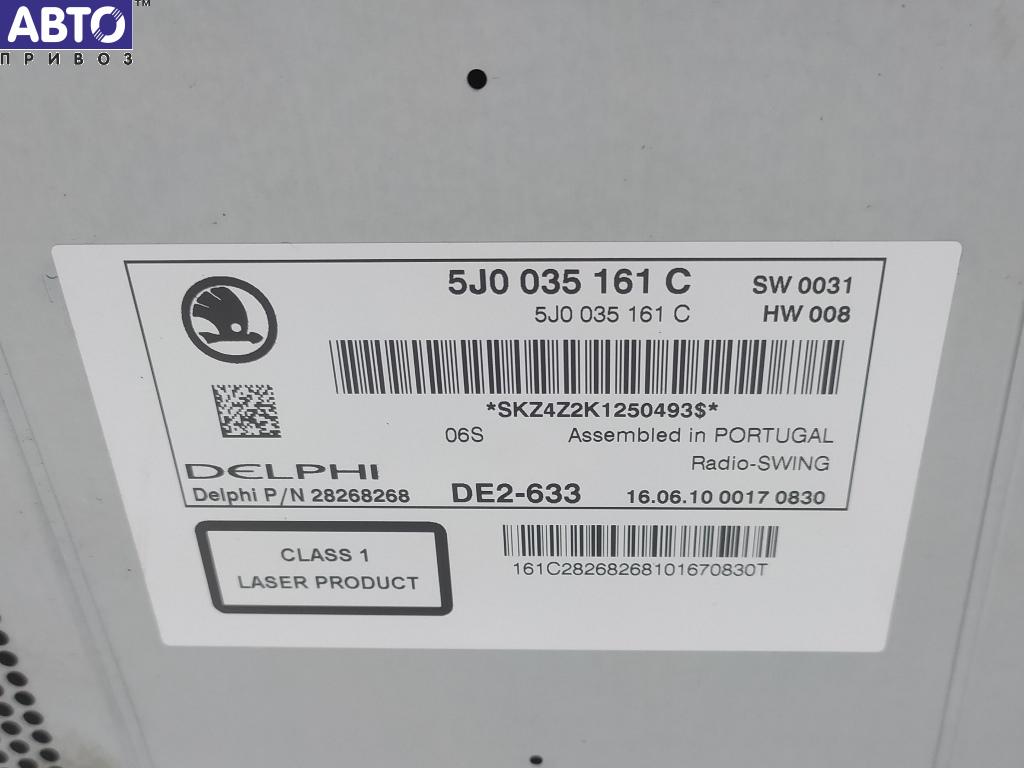 АВТО™
ПРИВОЗ
5J0 035 161 C
SW 0031
5J0 035 161 C
HW 008
*SKZ4Z2K1250493$*
06S Assembled in PORTUGAL
Radio-SWING
DELPHI
Delphi P/N 28268268 DE2-633 16.06.10 0017 0830
CLASS 1
LASER PRODUCT
161C28268268101670830T